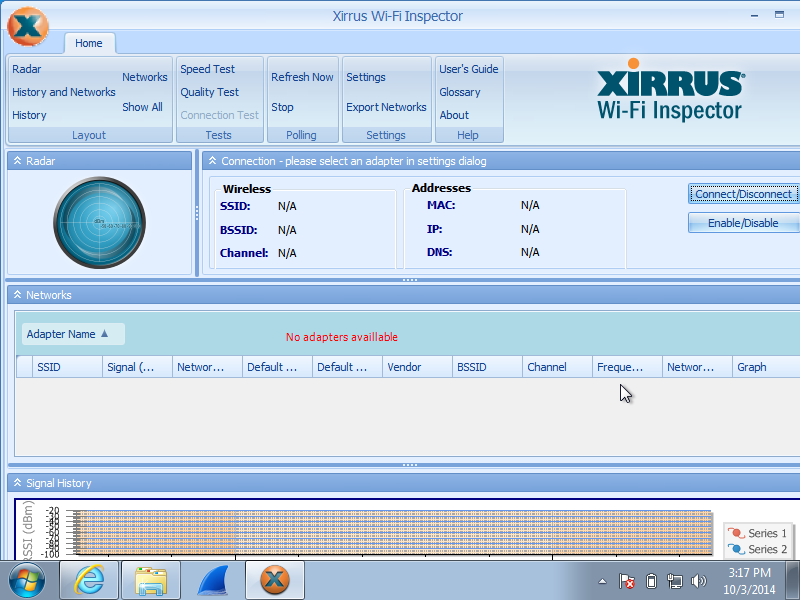 Xirrus Wi-Fi Inspector
Home
Radar
History and Networks
History
Networks
Show All
Layout
Speed Test
Quality Test
Connection Test
Tests
Refresh Now
Stop
Polling
Settings
Export Networks
Settings
User's Guide
Glossary
About
Help
XIRRUS
Wi-Fi Inspector
Radar
Connection - please select an adapter in settings dialog
Wireless
SSID: N/A
BSSID: N/A
Channel: N/A
Addresses
MAC: N/A
IP: N/A
DNS: N/A
Connect/Disconnect
Enable/Disable
Networks
Adapter Name
No adapters availlable
SSID Signal (... Networ... Default ... Default ... Vendor BSSID Channel Freque... Networ... Graph
Signal History
RSSI (dBm)
-20
-30
-40
-50
-60
-70
-80
-90
-100
Series 1
Series 2
3:17 PM
10/3/2014